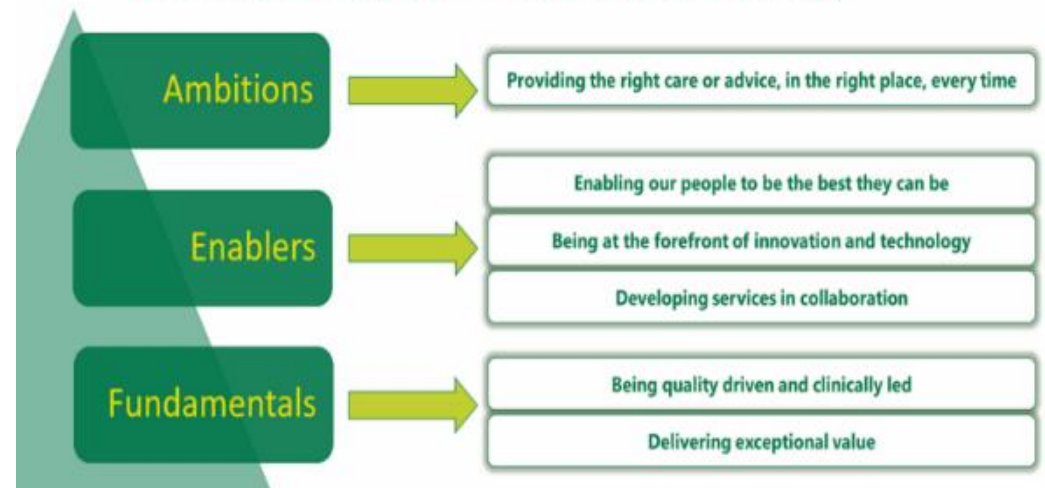 Ambitions
Providing the right care or advice, in the right place, every time
Enablers
Enabling our people to be the best they can be
Being at the forefront of innovation and technology
Developing services in collaboration
Fundamentals
Being quality driven and clinically led
Delivering exceptional value